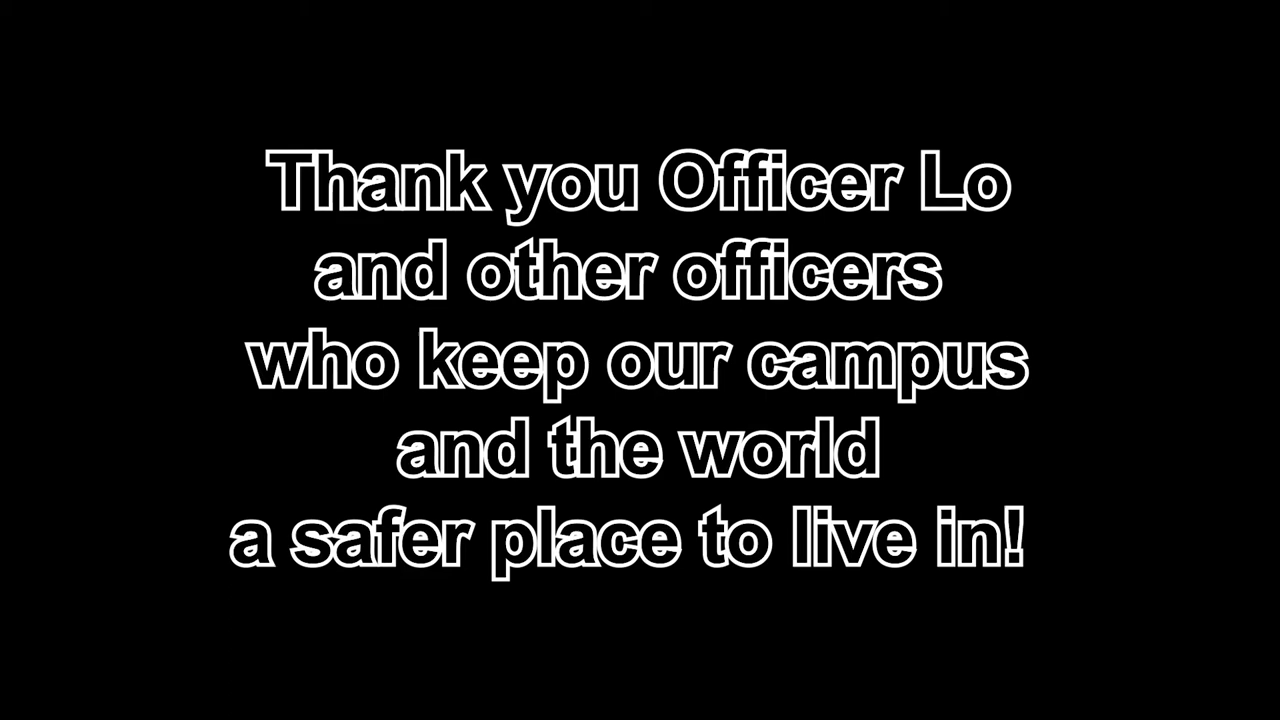 Thank you Officer Lo
and other officers
who keep our campus
and the world
a safer place to live in!